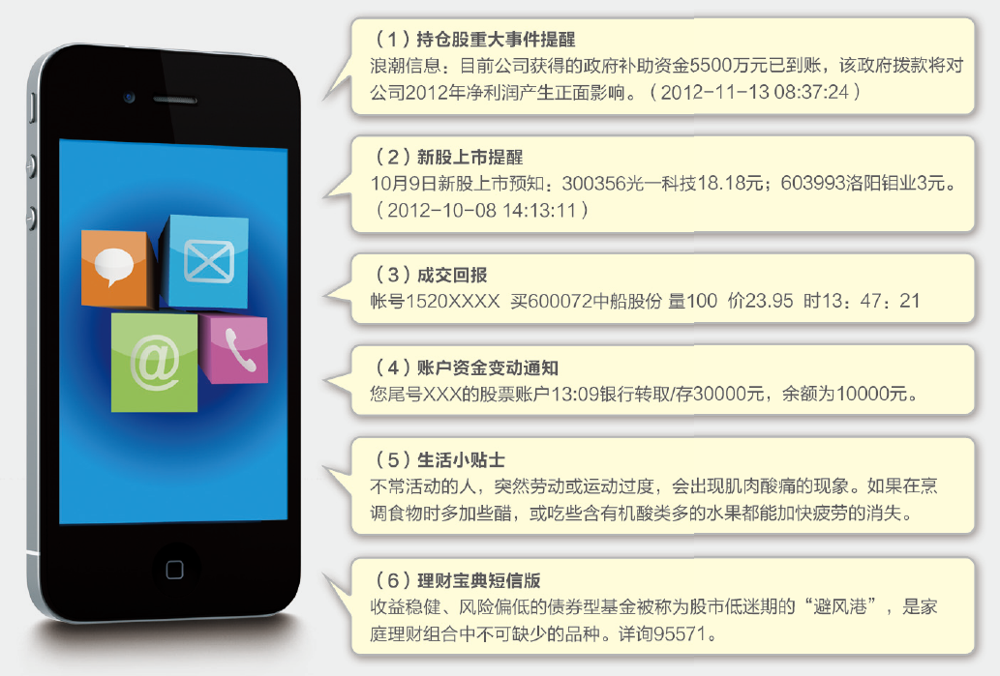 （1）持仓股重大事件提醒
浪潮信息：目前公司获得的政府补助资金5500万元已到账，该政府拨款将对
公司2012年净利润产生正面影响。（2012-11-13 08:37:24）
（2）新股上市提醒
10月9日新股上市预知：300356光一科技18.18元；603993洛阳钼业3元。
（2012-10-08 14:13:11）
（3）成交回报
帐号1520XXXX 买600072中船股份 量100 价23.95 时13：47：21
（4）账户资金变动通知
您尾号XXX的股票账户13:09银行转取/存30000元，余额为10000元。
（5）生活小贴士
不常活动的人，突然劳动或运动过度，会出现肌肉酸痛的现象。如果在烹
调食物时多加些醋，或吃些含有机酸类多的水果都能加快疲劳的消失。
（6）理财宝典短信版
收益稳健、风险偏低的债券型基金被称为股市低迷期的“避风港”，是家
庭理财组合中不可缺少的品种。详询95571。
@